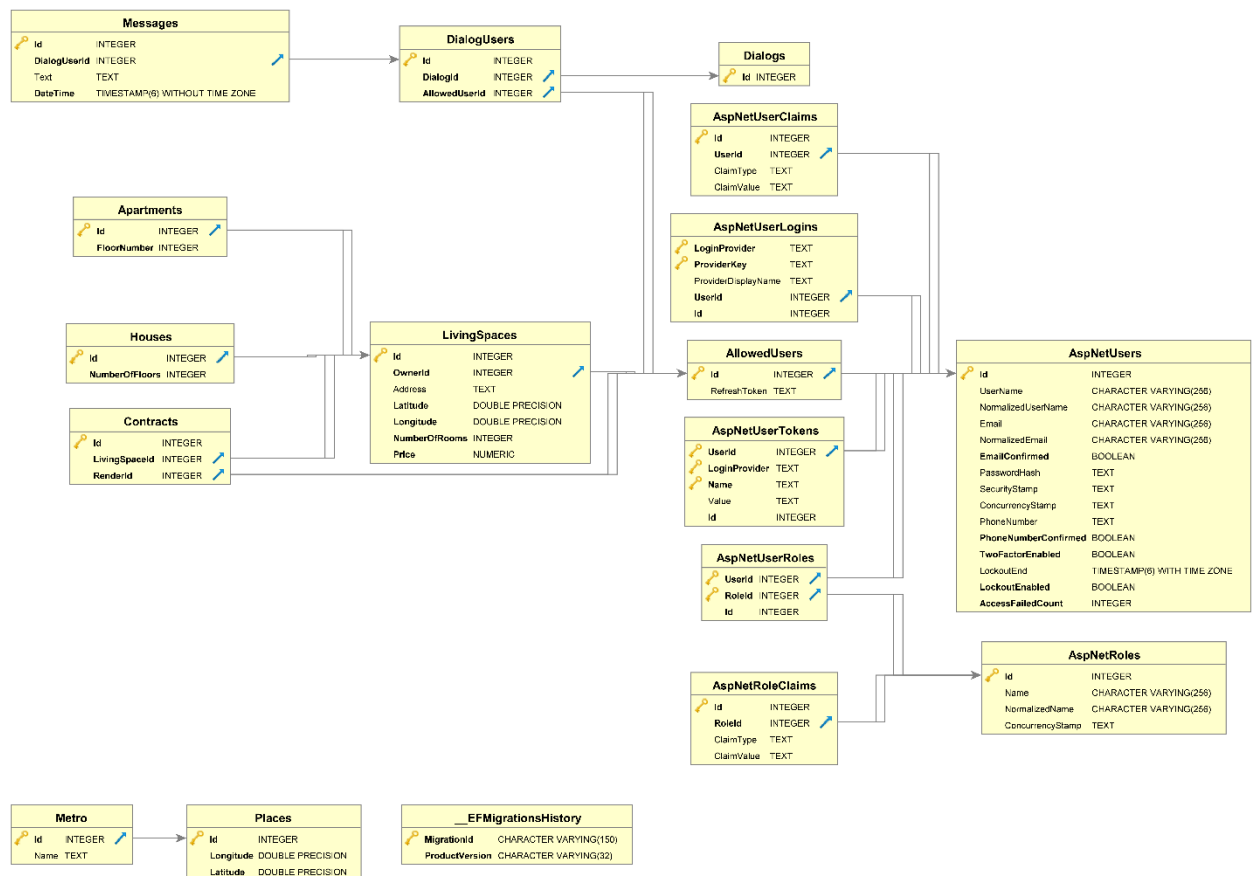 Messages
Id INTEGER
DialogUserId INTEGER
Text TEXT
DateTime TIMESTAMP(6) WITHOUT TIME ZONE
DialogUsers
Id INTEGER
DialogId INTEGER
AllowedUserId INTEGER
Dialogs
Id INTEGER
AspNetUserClaims
Id INTEGER
UserId INTEGER
ClaimType TEXT
ClaimValue TEXT
Apartments
Id INTEGER
FloorNumber INTEGER
AspNetUserLogins
LoginProvider TEXT
ProviderKey TEXT
ProviderDisplayName TEXT
UserId INTEGER
Id INTEGER
Houses
Id INTEGER
NumberOfFloors INTEGER
LivingSpaces
Id INTEGER
OwnerId INTEGER
Address TEXT
Latitude DOUBLE PRECISION
Longitude DOUBLE PRECISION
NumberOfRooms INTEGER
Price NUMERIC
AllowedUsers
Id INTEGER
RefreshToken TEXT
AspNetUsers
Id INTEGER
UserName CHARACTER VARYING(256)
NormalizedUserName CHARACTER VARYING(256)
Email CHARACTER VARYING(256)
NormalizedEmail CHARACTER VARYING(256)
EmailConfirmed BOOLEAN
PasswordHash TEXT
SecurityStamp TEXT
ConcurrencyStamp TEXT
PhoneNumber TEXT
PhoneNumberConfirmed BOOLEAN
TwoFactorEnabled BOOLEAN
LockoutEnd TIMESTAMP(6) WITH TIME ZONE
LockoutEnabled BOOLEAN
AccessFailedCount INTEGER
Contracts
Id INTEGER
LivingSpaceId INTEGER
RenderId INTEGER
AspNetUserTokens
UserId INTEGER
LoginProvider TEXT
Name TEXT
Value TEXT
Id INTEGER
AspNetUserRoles
UserId INTEGER
RoleId INTEGER
Id INTEGER
AspNetRoles
Id INTEGER
Name CHARACTER VARYING(256)
NormalizedName CHARACTER VARYING(256)
ConcurrencyStamp TEXT
AspNetRoleClaims
Id INTEGER
RoleId INTEGER
ClaimType TEXT
ClaimValue TEXT
Metro
Id INTEGER
Name TEXT
Places
Id INTEGER
Longitude DOUBLE PRECISION
Latitude DOUBLE PRECISION
__EFMigrationsHistory
MigrationId CHARACTER VARYING(150)
ProductVersion CHARACTER VARYING(32)